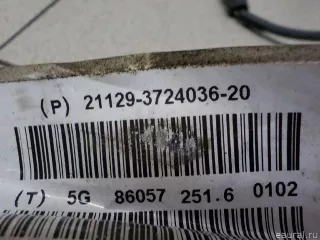 (P) 21129-3724036-20
(T) 5G 86057 251.6 0102
eaural.ru